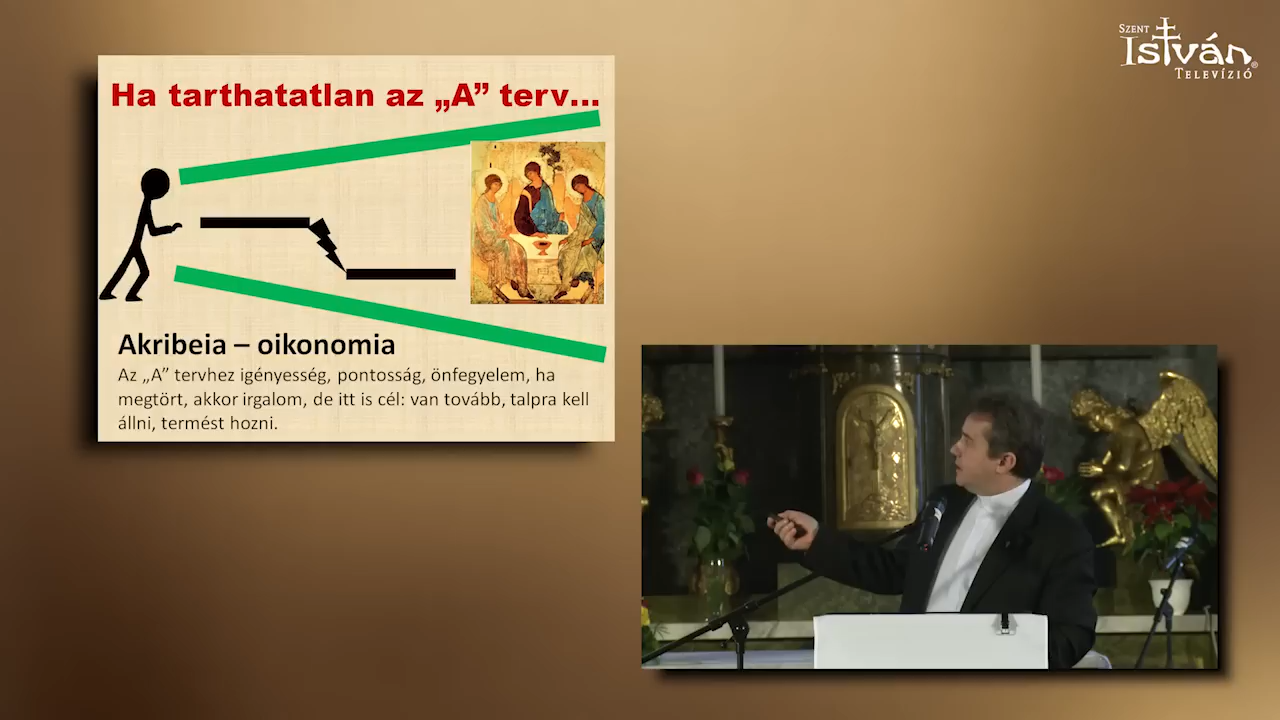 Ha tarthatatlan az „A” terv...
Akribeia – oikonomia
Az „A” tervhez igényesség, pontosság, önfegyelem, ha
megtört, akkor irgalom, de itt is cél: van tovább, talpra kell
állni, termést hozni.
SZENT
ISTVÁN®
TELEVÍZIÓ